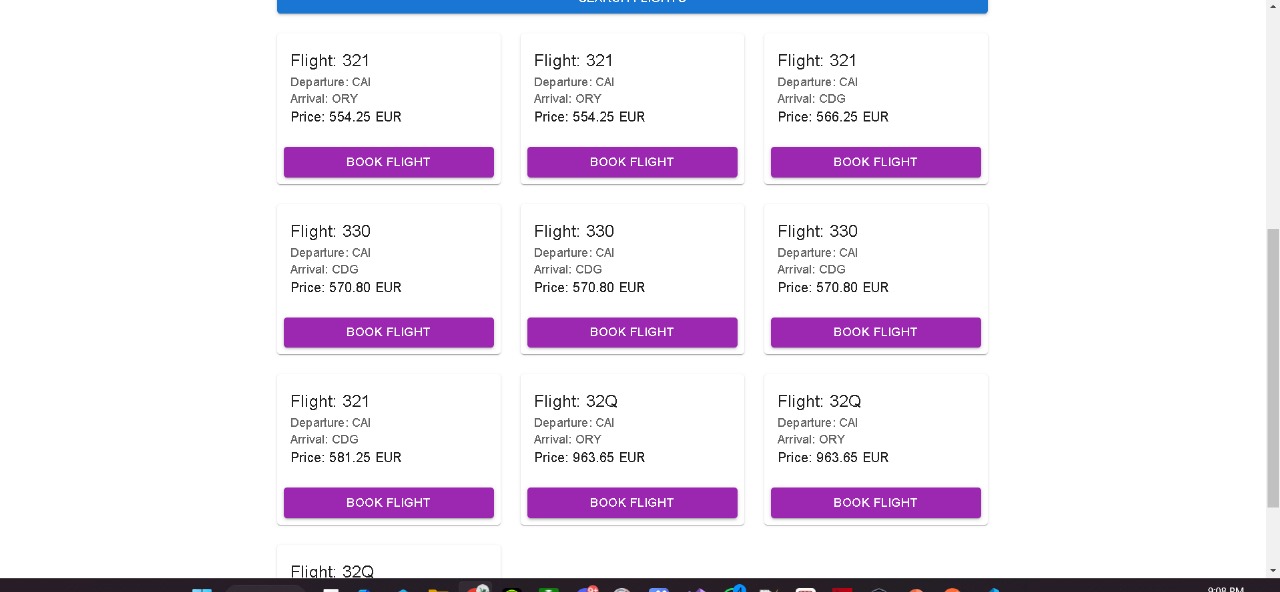 SEARCH FLIGHTS
Flight: 321
Departure: CAI
Arrival: ORY
Price: 554.25 EUR
BOOK FLIGHT
Flight: 321
Departure: CAI
Arrival: ORY
Price: 554.25 EUR
BOOK FLIGHT
Flight: 321
Departure: CAI
Arrival: CDG
Price: 566.25 EUR
BOOK FLIGHT
Flight: 330
Departure: CAI
Arrival: CDG
Price: 570.80 EUR
BOOK FLIGHT
Flight: 330
Departure: CAI
Arrival: CDG
Price: 570.80 EUR
BOOK FLIGHT
Flight: 330
Departure: CAI
Arrival: CDG
Price: 570.80 EUR
BOOK FLIGHT
Flight: 321
Departure: CAI
Arrival: CDG
Price: 581.25 EUR
BOOK FLIGHT
Flight: 32Q
Departure: CAI
Arrival: ORY
Price: 963.65 EUR
BOOK FLIGHT
Flight: 32Q
Departure: CAI
Arrival: ORY
Price: 963.65 EUR
BOOK FLIGHT
Flight: 32Q
9:08 PM